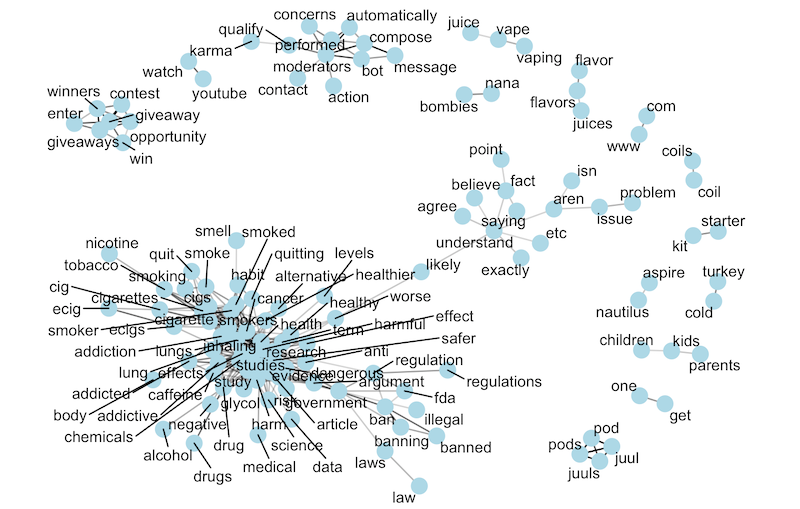 concerns
automatically
qualify
compose
karma
performed
moderators
bot
message
contact
action
watch
youtube
juice
vape
vaping
flavor
flavors
juices
nana
bombies
com
www
winners
contest
enter
giveaway
giveaways
opportunity
win
coils
coil
point
fact
isn
believe
aren
problem
agree
saying
issue
understand
etc
exactly
likely
starter
kit
aspire
nautilus
turkey
cold
children
kids
parents
one
get
pod
pods
juul
juuls
smell
smoked
nicotine
quit
smoke
quitting
levels
tobacco
smoking
habit
alternative
healthier
cig
cigarettes
cigs
cancer
healthy
worse
ecig
cigarette
smokers
health
term
harmful
effect
smoker
ecigs
safer
inhaling
addiction
lungs
research
anti
studies
regulation
lung
effects
study
evidence
dangerous
argument
regulations
addicted
caffeine
glycol
risk
government
fda
body
addictive
negative
harm
article
ban
illegal
chemicals
drug
science
banning
banned
alcohol
drugs
medical
data
laws
law